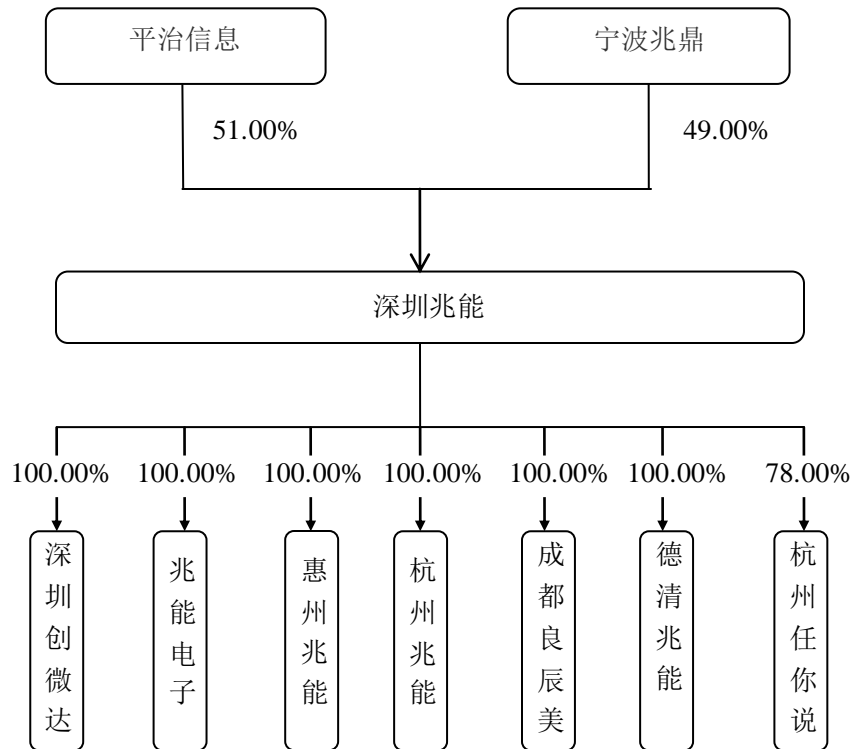 平治信息
宁波兆鼎
51.00%
49.00%
深圳兆能
100.00%
100.00%
100.00%
100.00%
100.00%
100.00%
78.00%
深圳创微达
兆能电子
惠州兆能
杭州兆能
成都良辰美
德清兆能
杭州任你说